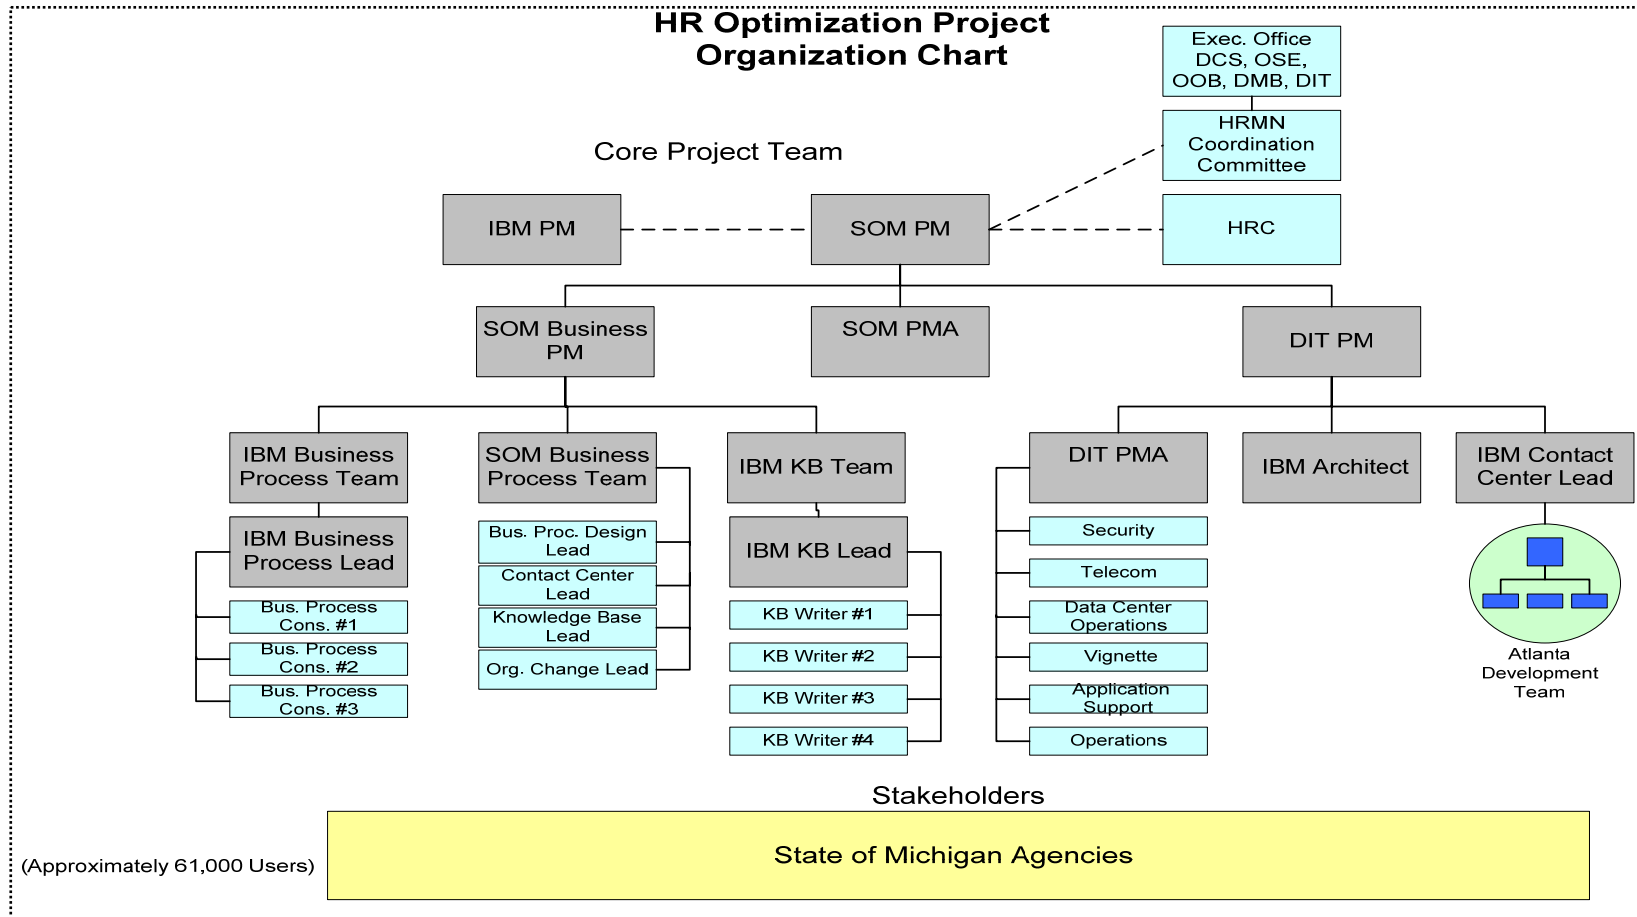 HR Optimization Project
Organization Chart
Exec. Office
DCS, OSE,
OOB, DMB, DIT
HRMN
Coordination
Committee
Core Project Team
IBM PM
SOM PM
HRC
SOM Business
PM
SOM PMA
DIT PM
IBM Business
Process Team
SOM Business
Process Team
IBM KB Team
DIT PMA
IBM Architect
IBM Contact
Center Lead
IBM Business
Process Lead
Bus. Process
Cons. #1
Bus. Process
Cons. #2
Bus. Process
Cons. #3
Bus. Proc. Design
Lead
Contact Center
Lead
Knowledge Base
Lead
Org. Change Lead
IBM KB Lead
KB Writer #1
KB Writer #2
KB Writer #3
KB Writer #4
Security
Telecom
Data Center
Operations
Vignette
Application
Support
Operations
Atlanta
Development
Team
Stakeholders
(Approximately 61,000 Users)
State of Michigan Agencies